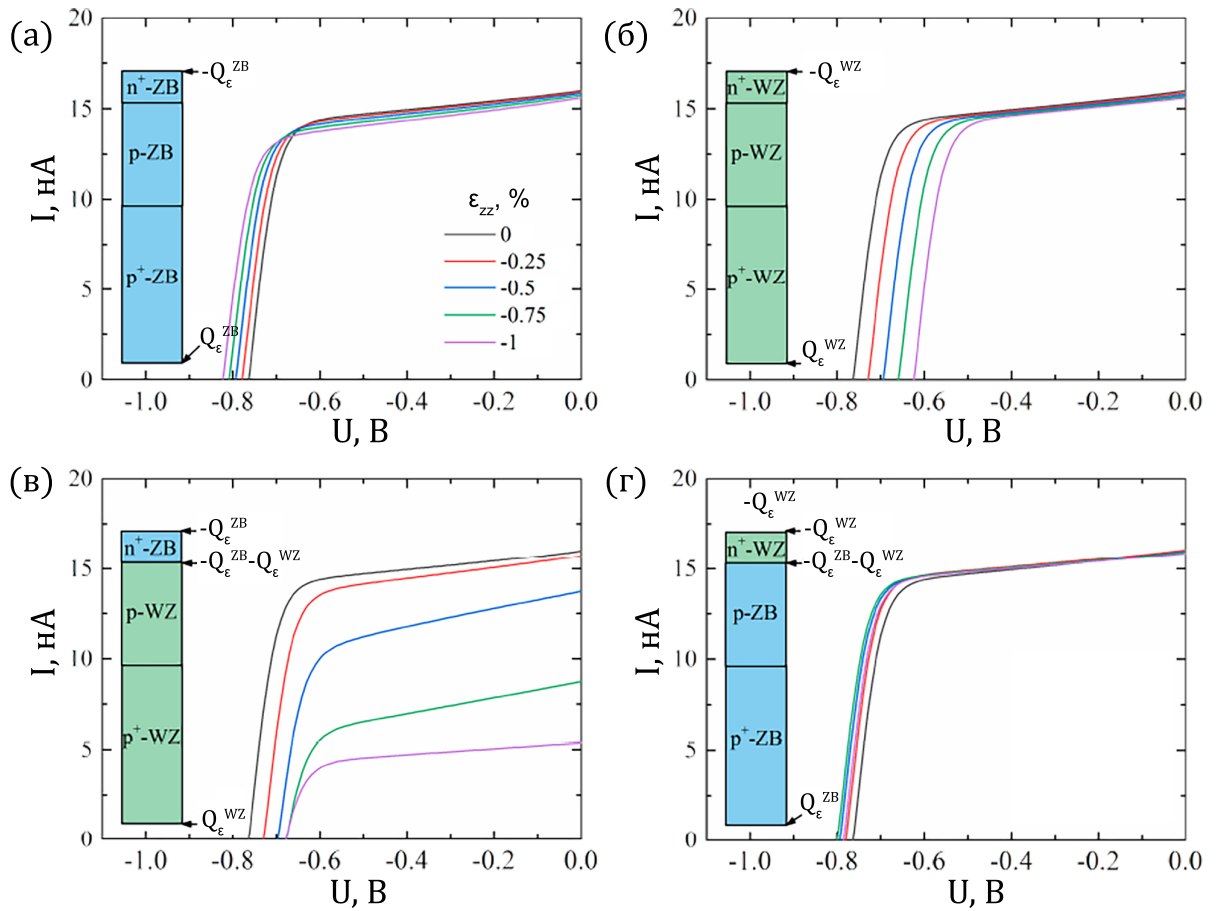 (а)
20
15
10
5
0
I, нА
-1.0 -0.8 -0.6 -0.4 -0.2 0.0
U, В
n⁺-ZB
p-ZB
p⁺-ZB
-Qε^ZB
Qε^ZB
εzz, %
0
-0.25
-0.5
-0.75
-1
(б)
20
15
10
5
0
I, нА
-1.0 -0.8 -0.6 -0.4 -0.2 0.0
U, В
n⁺-WZ
p-WZ
p⁺-WZ
-Qε^WZ
Qε^WZ
(в)
20
15
10
5
0
I, нА
-1.0 -0.8 -0.6 -0.4 -0.2 0.0
U, В
n⁺-ZB
p-WZ
p⁺-WZ
-Qε^ZB
-Qε^ZB-Qε^WZ
Qε^WZ
(г)
20
15
10
5
0
I, нА
-1.0 -0.8 -0.6 -0.4 -0.2 0.0
U, В
-Qε^WZ
n⁺-WZ
p-ZB
p⁺-ZB
-Qε^WZ
-Qε^ZB-Qε^WZ
Qε^ZB